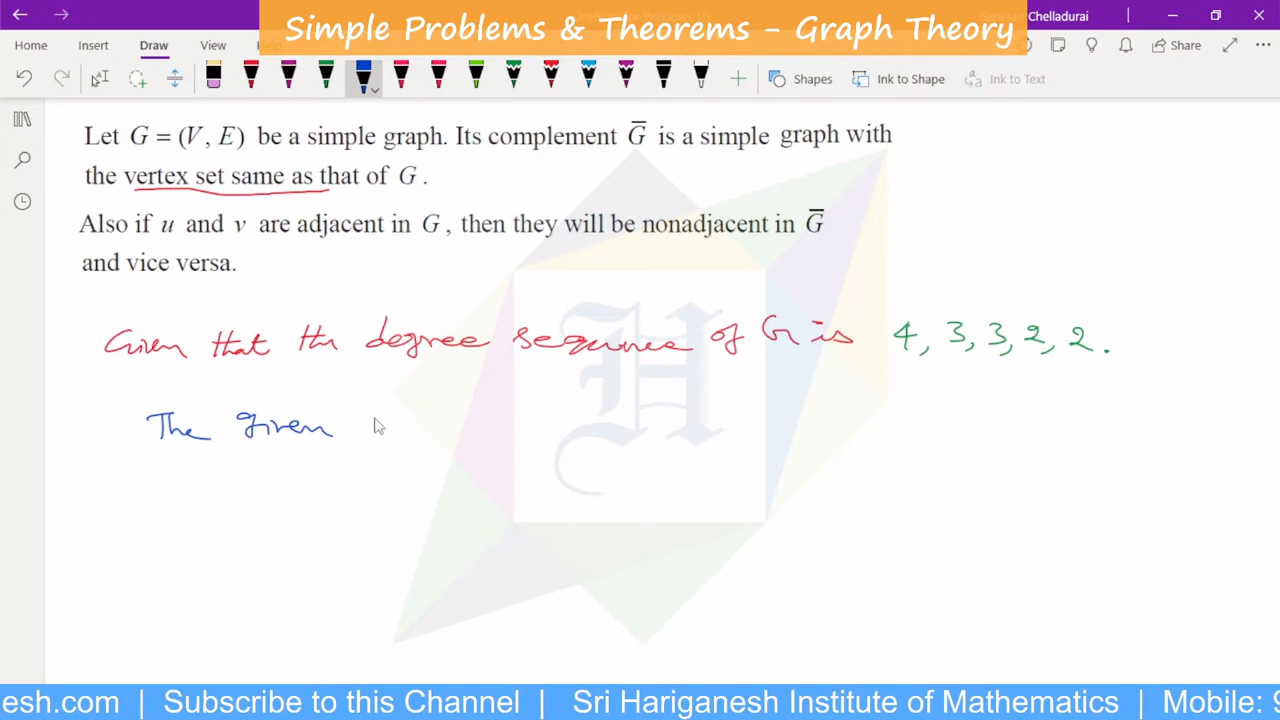 Simple Problems & Theorems - Graph Theory
Chelladurai
Home Insert Draw View
Share
Shapes Ink to Shape Ink to Text
Let G = (V, E) be a simple graph. Its complement G̅ is a simple graph with
the vertex set same as that of G.
Also if u and v are adjacent in G, then they will be nonadjacent in G̅
and vice versa.
Given that the degree sequence of G is 4, 3, 3, 2, 2.
The given
H
esh.com | Subscribe to this Channel | Sri Hariganesh Institute of Mathematics | Mobile: 9